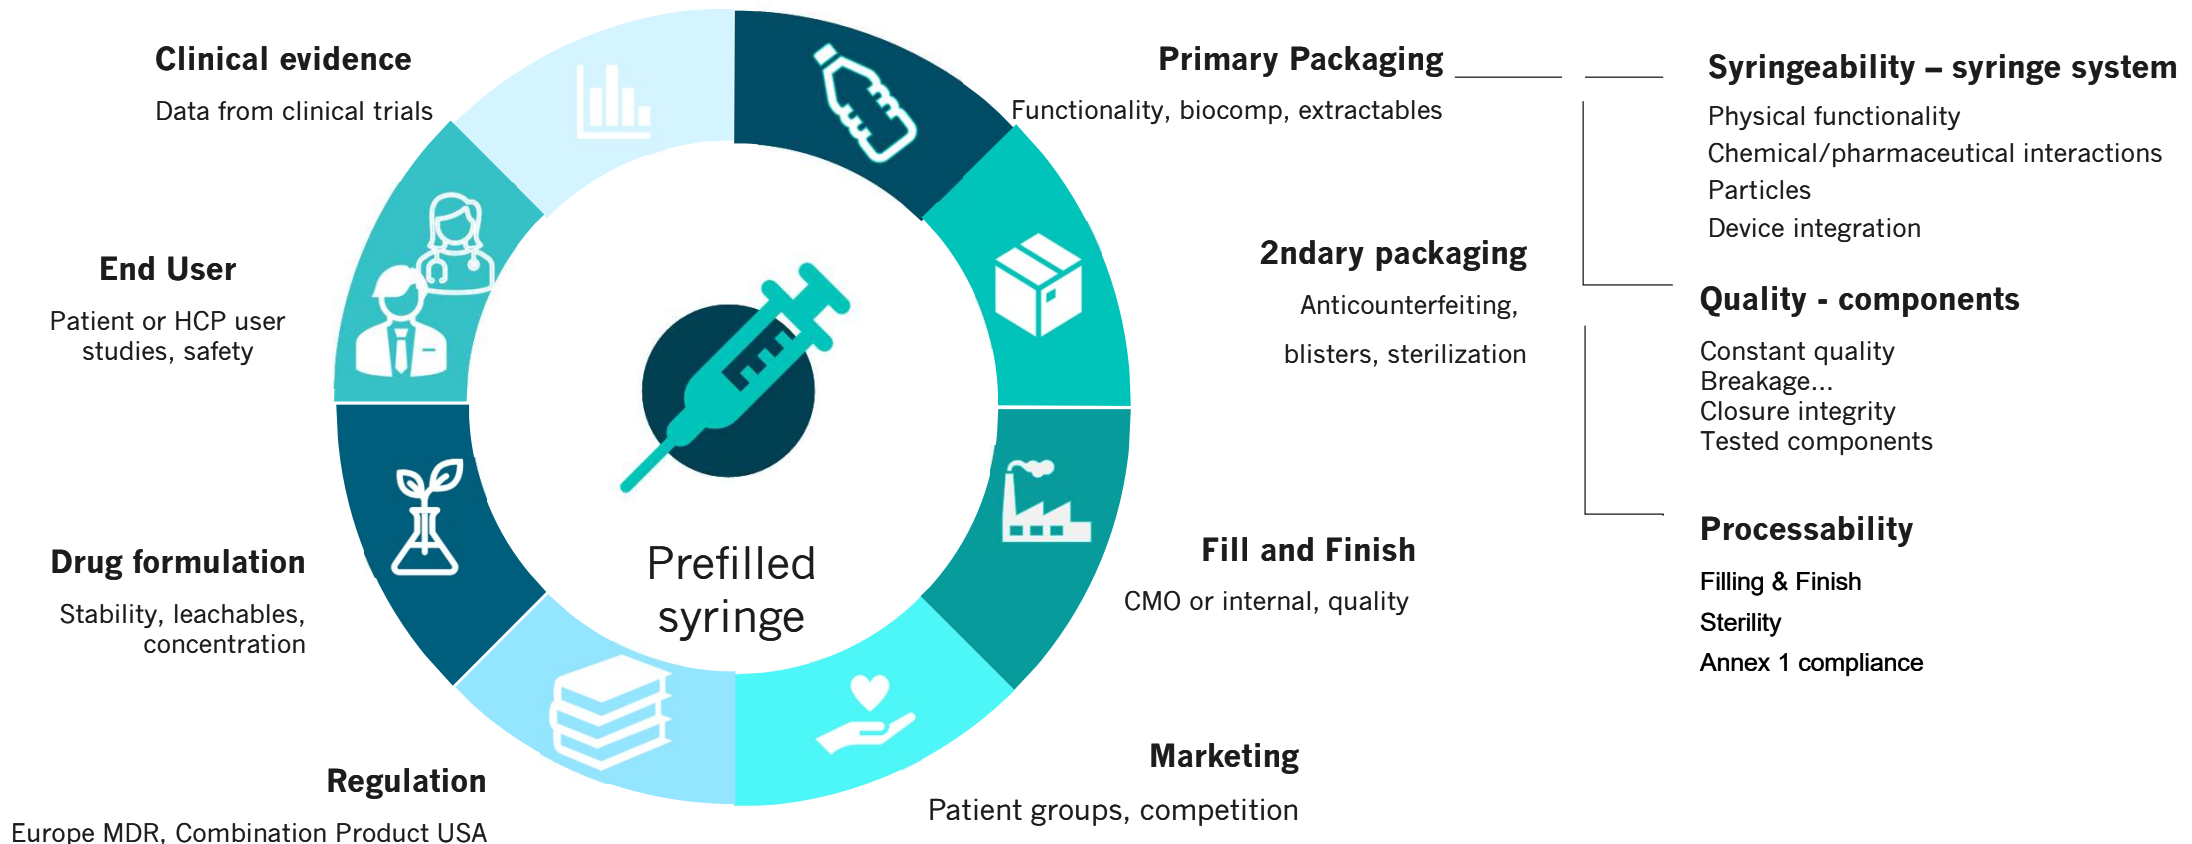 Clinical evidence
Data from clinical trials
End User
Patient or HCP user
studies, safety
Drug formulation
Stability, leachables,
concentration
Regulation
Europe MDR, Combination Product USA
Prefilled
syringe
Primary Packaging
Functionality, biocomp, extractables
2ndary packaging
Anticounterfeiting,
blisters, sterilization
Fill and Finish
CMO or internal, quality
Marketing
Patient groups, competition
Syringeability – syringe system
Physical functionality
Chemical/pharmaceutical interactions
Particles
Device integration
Quality - components
Constant quality
Breakage...
Closure integrity
Tested components
Processability
Filling & Finish
Sterility
Annex 1 compliance